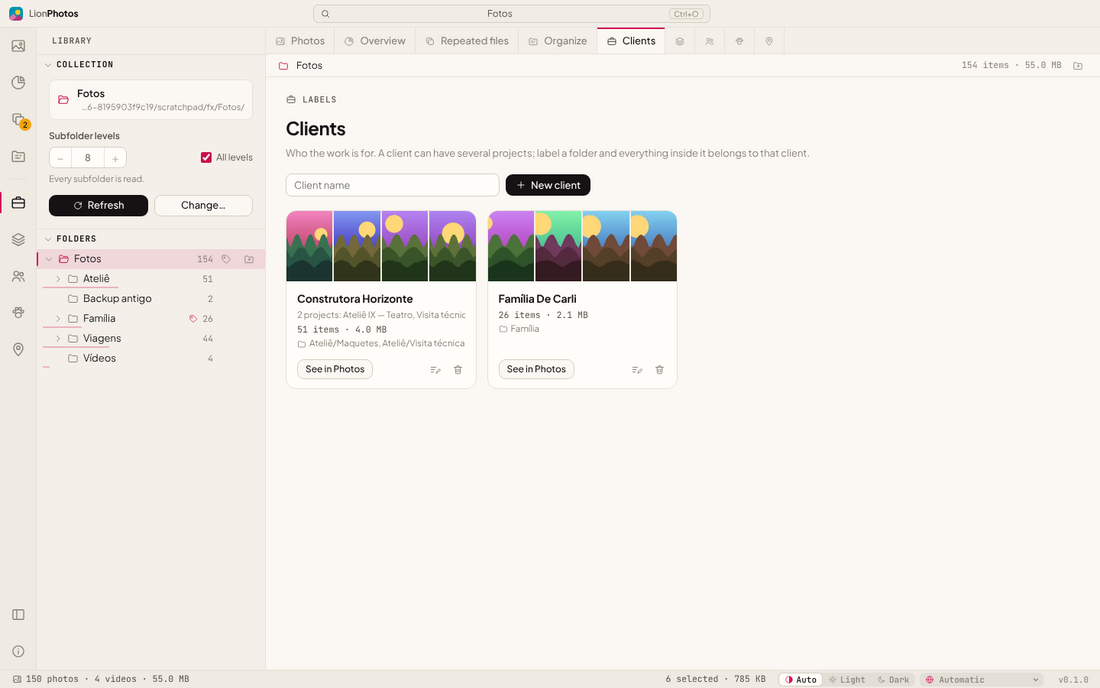 LionPhotos
Fotos
Ctrl+O
LIBRARY
Photos
Overview
Repeated files
Organize
Clients
COLLECTION
Fotos
154 items · 55.0 MB
Fotos
…6-8195903f9c19/scratchpad/fx/Fotos/
2
Subfolder levels
− 8 +
All levels
Every subfolder is read.
Refresh
Change…
FOLDERS
Fotos 154
Ateliê 51
Backup antigo 2
Família 26
Viagens 44
Vídeos 4
LABELS
Clients
Who the work is for. A client can have several projects; label a folder and everything inside it belongs to that client.
Client name
+ New client
Construtora Horizonte
2 projects: Ateliê IX — Teatro, Visita técnic
51 items · 4.0 MB
Ateliê/Maquetes, Ateliê/Visita técnica
See in Photos
Família De Carli
26 items · 2.1 MB
Família
See in Photos
150 photos · 4 videos · 55.0 MB
6 selected · 785 KB
Auto
Light
Dark
Automatic
v0.1.0